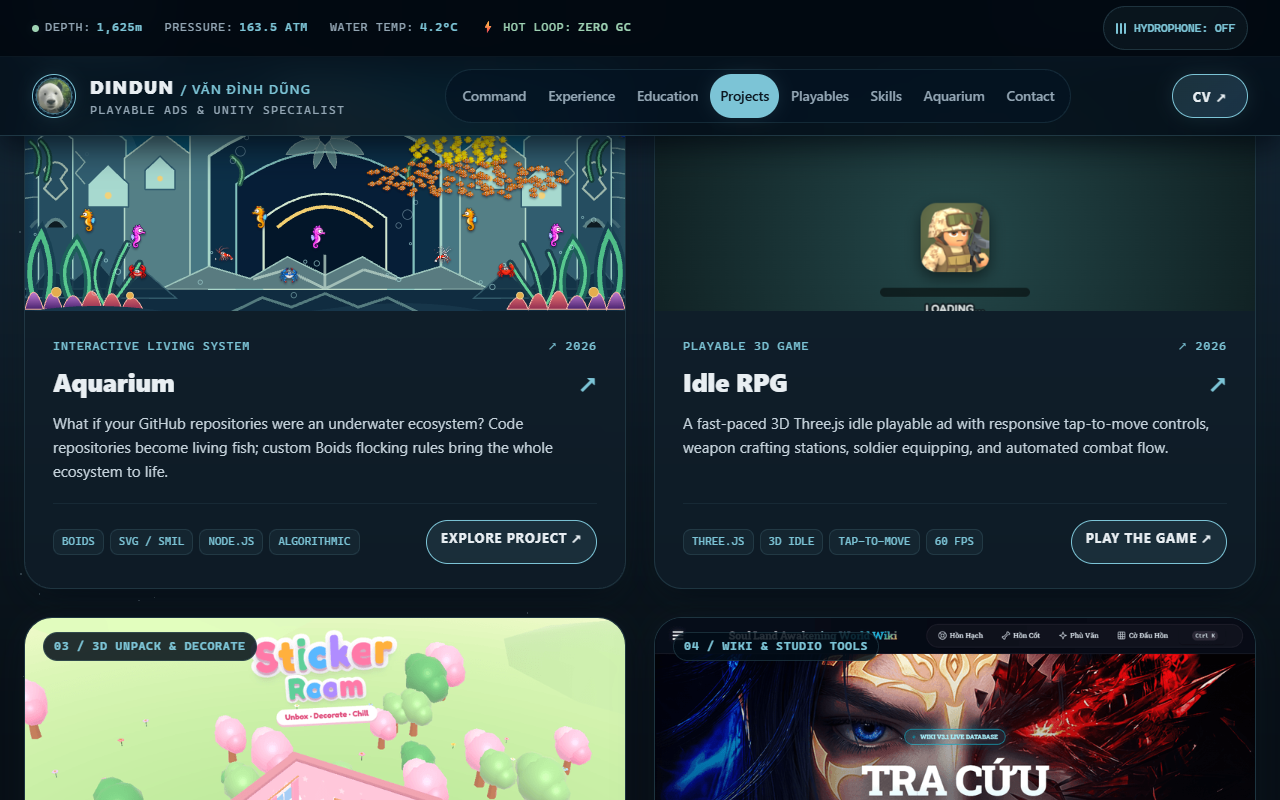 DEPTH: 1,625m PRESSURE: 163.5 ATM WATER TEMP: 4.2°C HOT LOOP: ZERO GC HYDROPHONE: OFF
DINDUN / VĂN ĐÌNH DŨNG
PLAYABLE ADS & UNITY SPECIALIST
Command Experience Education Projects Playables Skills Aquarium Contact
CV ↗
LOADING
INTERACTIVE LIVING SYSTEM ↗ 2026
Aquarium ↗
What if your GitHub repositories were an underwater ecosystem? Code
repositories become living fish; custom Boids flocking rules bring the whole
ecosystem to life.
BOIDS SVG / SMIL NODE.JS ALGORITHMIC EXPLORE PROJECT ↗
PLAYABLE 3D GAME ↗ 2026
Idle RPG ↗
A fast-paced 3D Three.js idle playable ad with responsive tap-to-move controls,
weapon crafting stations, soldier equipping, and automated combat flow.
THREE.JS 3D IDLE TAP-TO-MOVE 60 FPS PLAY THE GAME ↗
03 / 3D UNPACK & DECORATE
Sticker
Room
Unbox · Decorate · Chill
Soul Land Awakening World Wiki Hồn Hạch Hồn Cốt Phù Văn Cờ Đấu Hồn Ctrl K
04 / WIKI & STUDIO TOOLS
WIKI V3.1 LIVE DATABASE
TRA CỨU